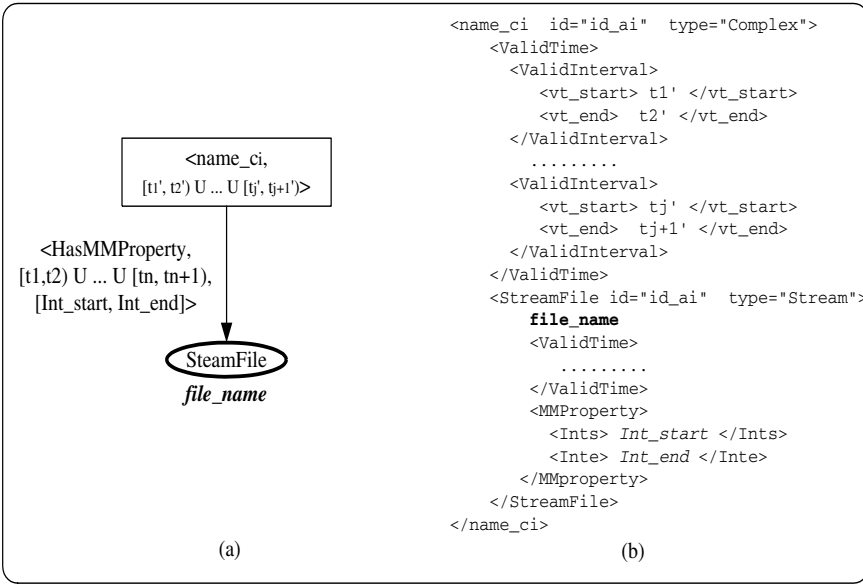 <name_ci,
[t1', t2') U ... U [tj', tj+1')>
<HasMMProperty,
[t1,t2) U ... U [tn, tn+1),
[Int_start, Int_end]>
SteamFile
file_name
(a)
<name_ci id="id_ai" type="Complex">
<ValidTime>
<ValidInterval>
<vt_start> t1' </vt_start>
<vt_end> t2' </vt_end>
</ValidInterval>
.........
<ValidInterval>
<vt_start> tj' </vt_start>
<vt_end> tj+1' </vt_end>
</ValidInterval>
</ValidTime>
<StreamFile id="id_ai" type="Stream">
file_name
<ValidTime>
.........
</ValidTime>
<MMProperty>
<Ints> Int_start </Ints>
<Inte> Int_end </Inte>
</MMproperty>
</StreamFile>
</name_ci>
(b)